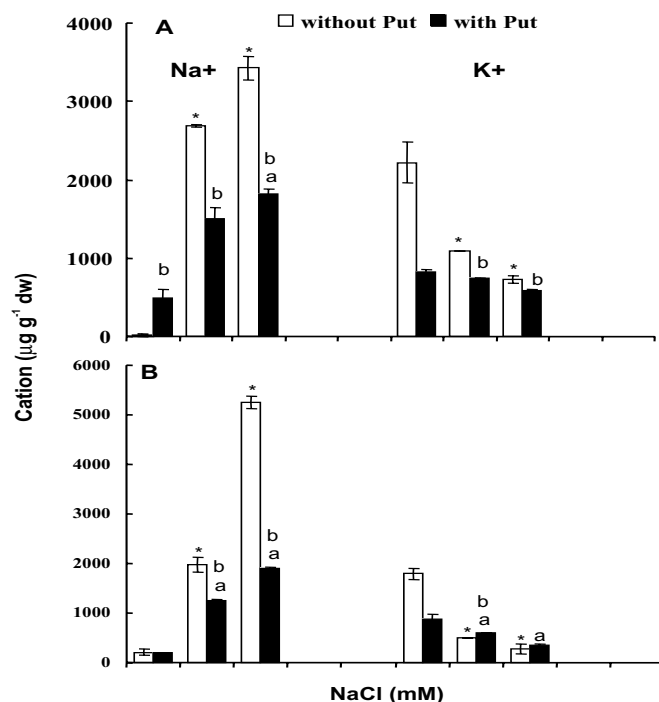 without Put with Put
A
Na+ K+
4000
3000
2000
1000
0
* * b b b a
* b * b
Cation (µg g-1 dw)
B
6000
5000
4000
3000
2000
1000
0
* * b a b a
* b a * a
NaCl (mM)